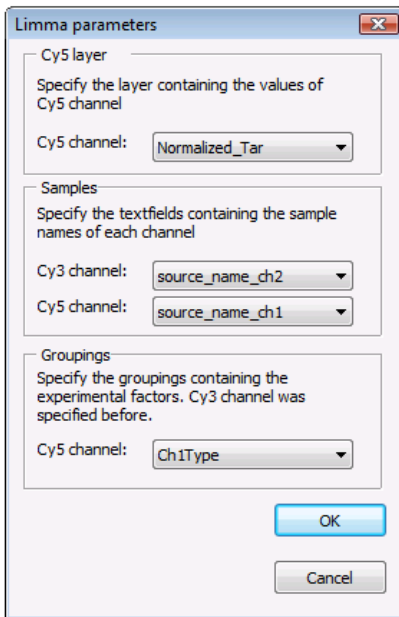 Limma parameters
Cy5 layer
Specify the layer containing the values of
Cy5 channel
Cy5 channel: Normalized_Tar
Samples
Specify the textfields containing the sample
names of each channel
Cy3 channel: source_name_ch2
Cy5 channel: source_name_ch1
Groupings
Specify the groupings containing the
experimental factors. Cy3 channel was
specified before.
Cy5 channel: Ch1Type
OK
Cancel